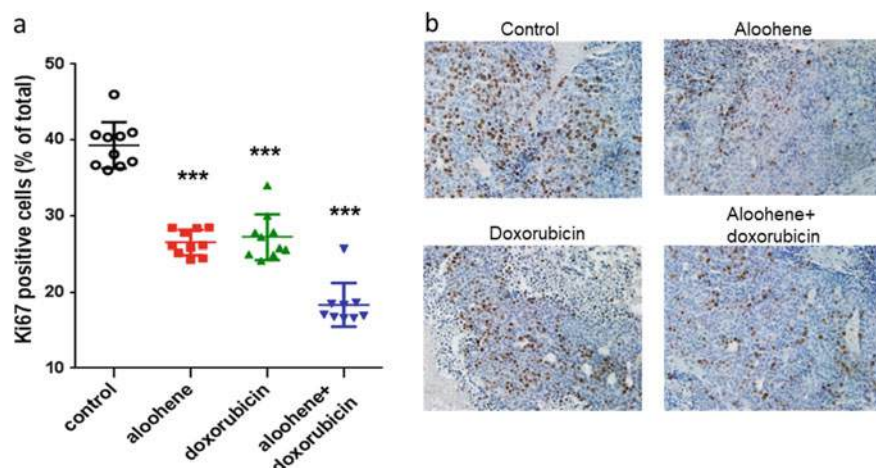 a
Ki67 positive cells (% of total)
50
40
30
20
10
***
***
***
control
aloohene
doxorubicin
aloohene+
doxorubicin
b
Control
Aloohene
Doxorubicin
Aloohene+
doxorubicin